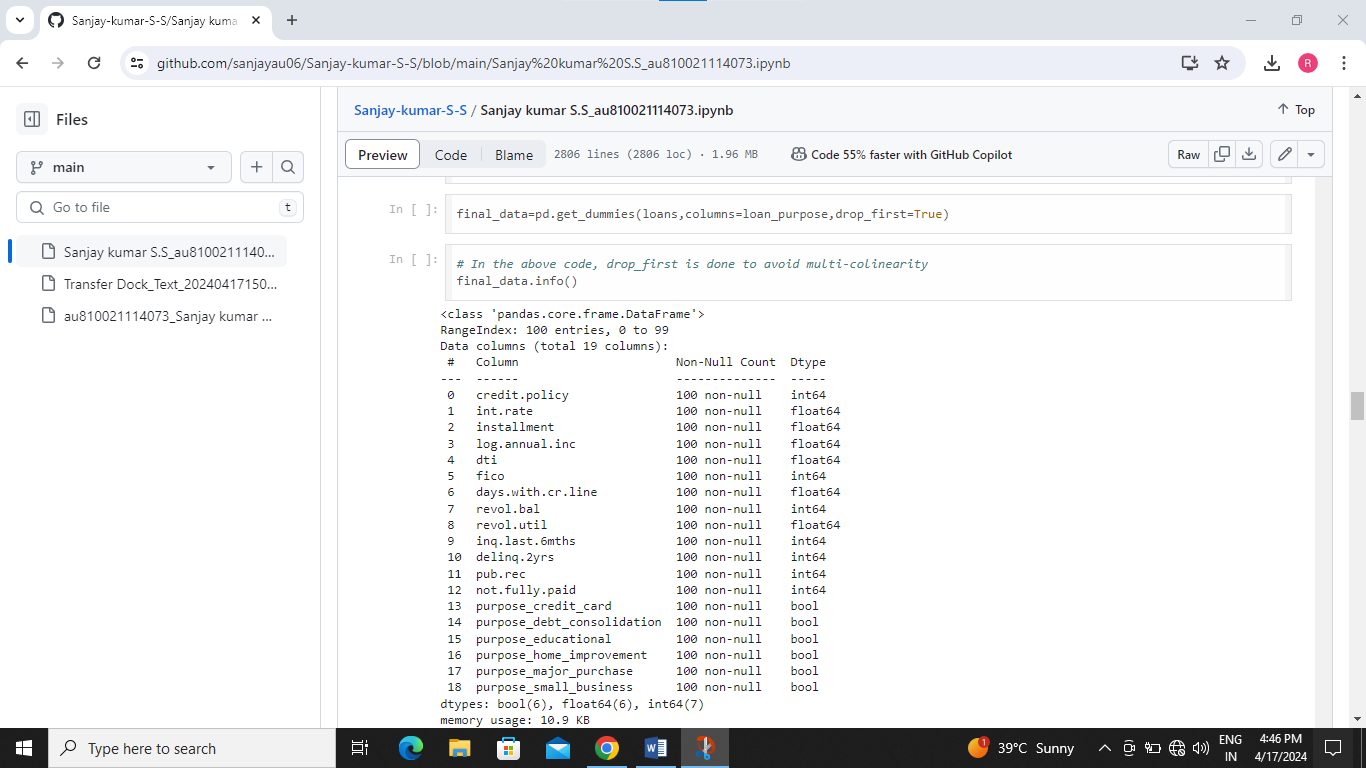 Sanjay-kumar-S-S/Sanjay kuma
github.com/sanjayau06/Sanjay-kumar-S-S/blob/main/Sanjay%20kumar%20S.S_au810021114073.ipynb
R
Files
main
Go to file
t
Sanjay kumar S.S_au8100211140...
Transfer Dock_Text_20240417150...
au810021114073_Sanjay kumar ...
Sanjay-kumar-S-S / Sanjay kumar S.S_au810021114073.ipynb
Top
Preview Code Blame 2806 lines (2806 loc) · 1.96 MB Code 55% faster with GitHub Copilot Raw
In [ ]: final_data=pd.get_dummies(loans,columns=loan_purpose,drop_first=True)
In [ ]: # In the above code, drop_first is done to avoid multi-colinearity
final_data.info()
<class 'pandas.core.frame.DataFrame'>
RangeIndex: 100 entries, 0 to 99
Data columns (total 19 columns):
# Column Non-Null Count Dtype
--- ------ -------------- -----
0 credit.policy 100 non-null int64
1 int.rate 100 non-null float64
2 installment 100 non-null float64
3 log.annual.inc 100 non-null float64
4 dti 100 non-null float64
5 fico 100 non-null int64
6 days.with.cr.line 100 non-null float64
7 revol.bal 100 non-null int64
8 revol.util 100 non-null float64
9 inq.last.6mths 100 non-null int64
10 delinq.2yrs 100 non-null int64
11 pub.rec 100 non-null int64
12 not.fully.paid 100 non-null int64
13 purpose_credit_card 100 non-null bool
14 purpose_debt_consolidation 100 non-null bool
15 purpose_educational 100 non-null bool
16 purpose_home_improvement 100 non-null bool
17 purpose_major_purchase 100 non-null bool
18 purpose_small_business 100 non-null bool
dtypes: bool(6), float64(6), int64(7)
memory usage: 10.9 KB
Type here to search
1
39°C Sunny
ENG
IN
4:46 PM
4/17/2024